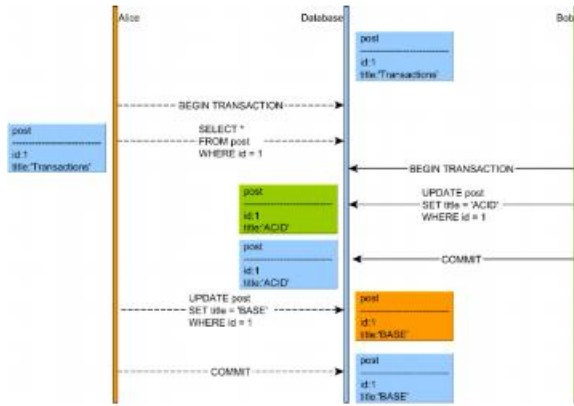 Alice
Database
Bob
post
id:1
title:'Transactions'
BEGIN TRANSACTION
post
id:1
title:'Transactions'
SELECT *
FROM post
WHERE id = 1
BEGIN TRANSACTION
post
id:1
title:'ACID'
UPDATE post
SET title = 'ACID'
WHERE id = 1
post
id:1
title:'ACID'
COMMIT
UPDATE post
SET title = 'BASE'
WHERE id = 1
post
id:1
title:'BASE'
COMMIT
post
id:1
title:'BASE'